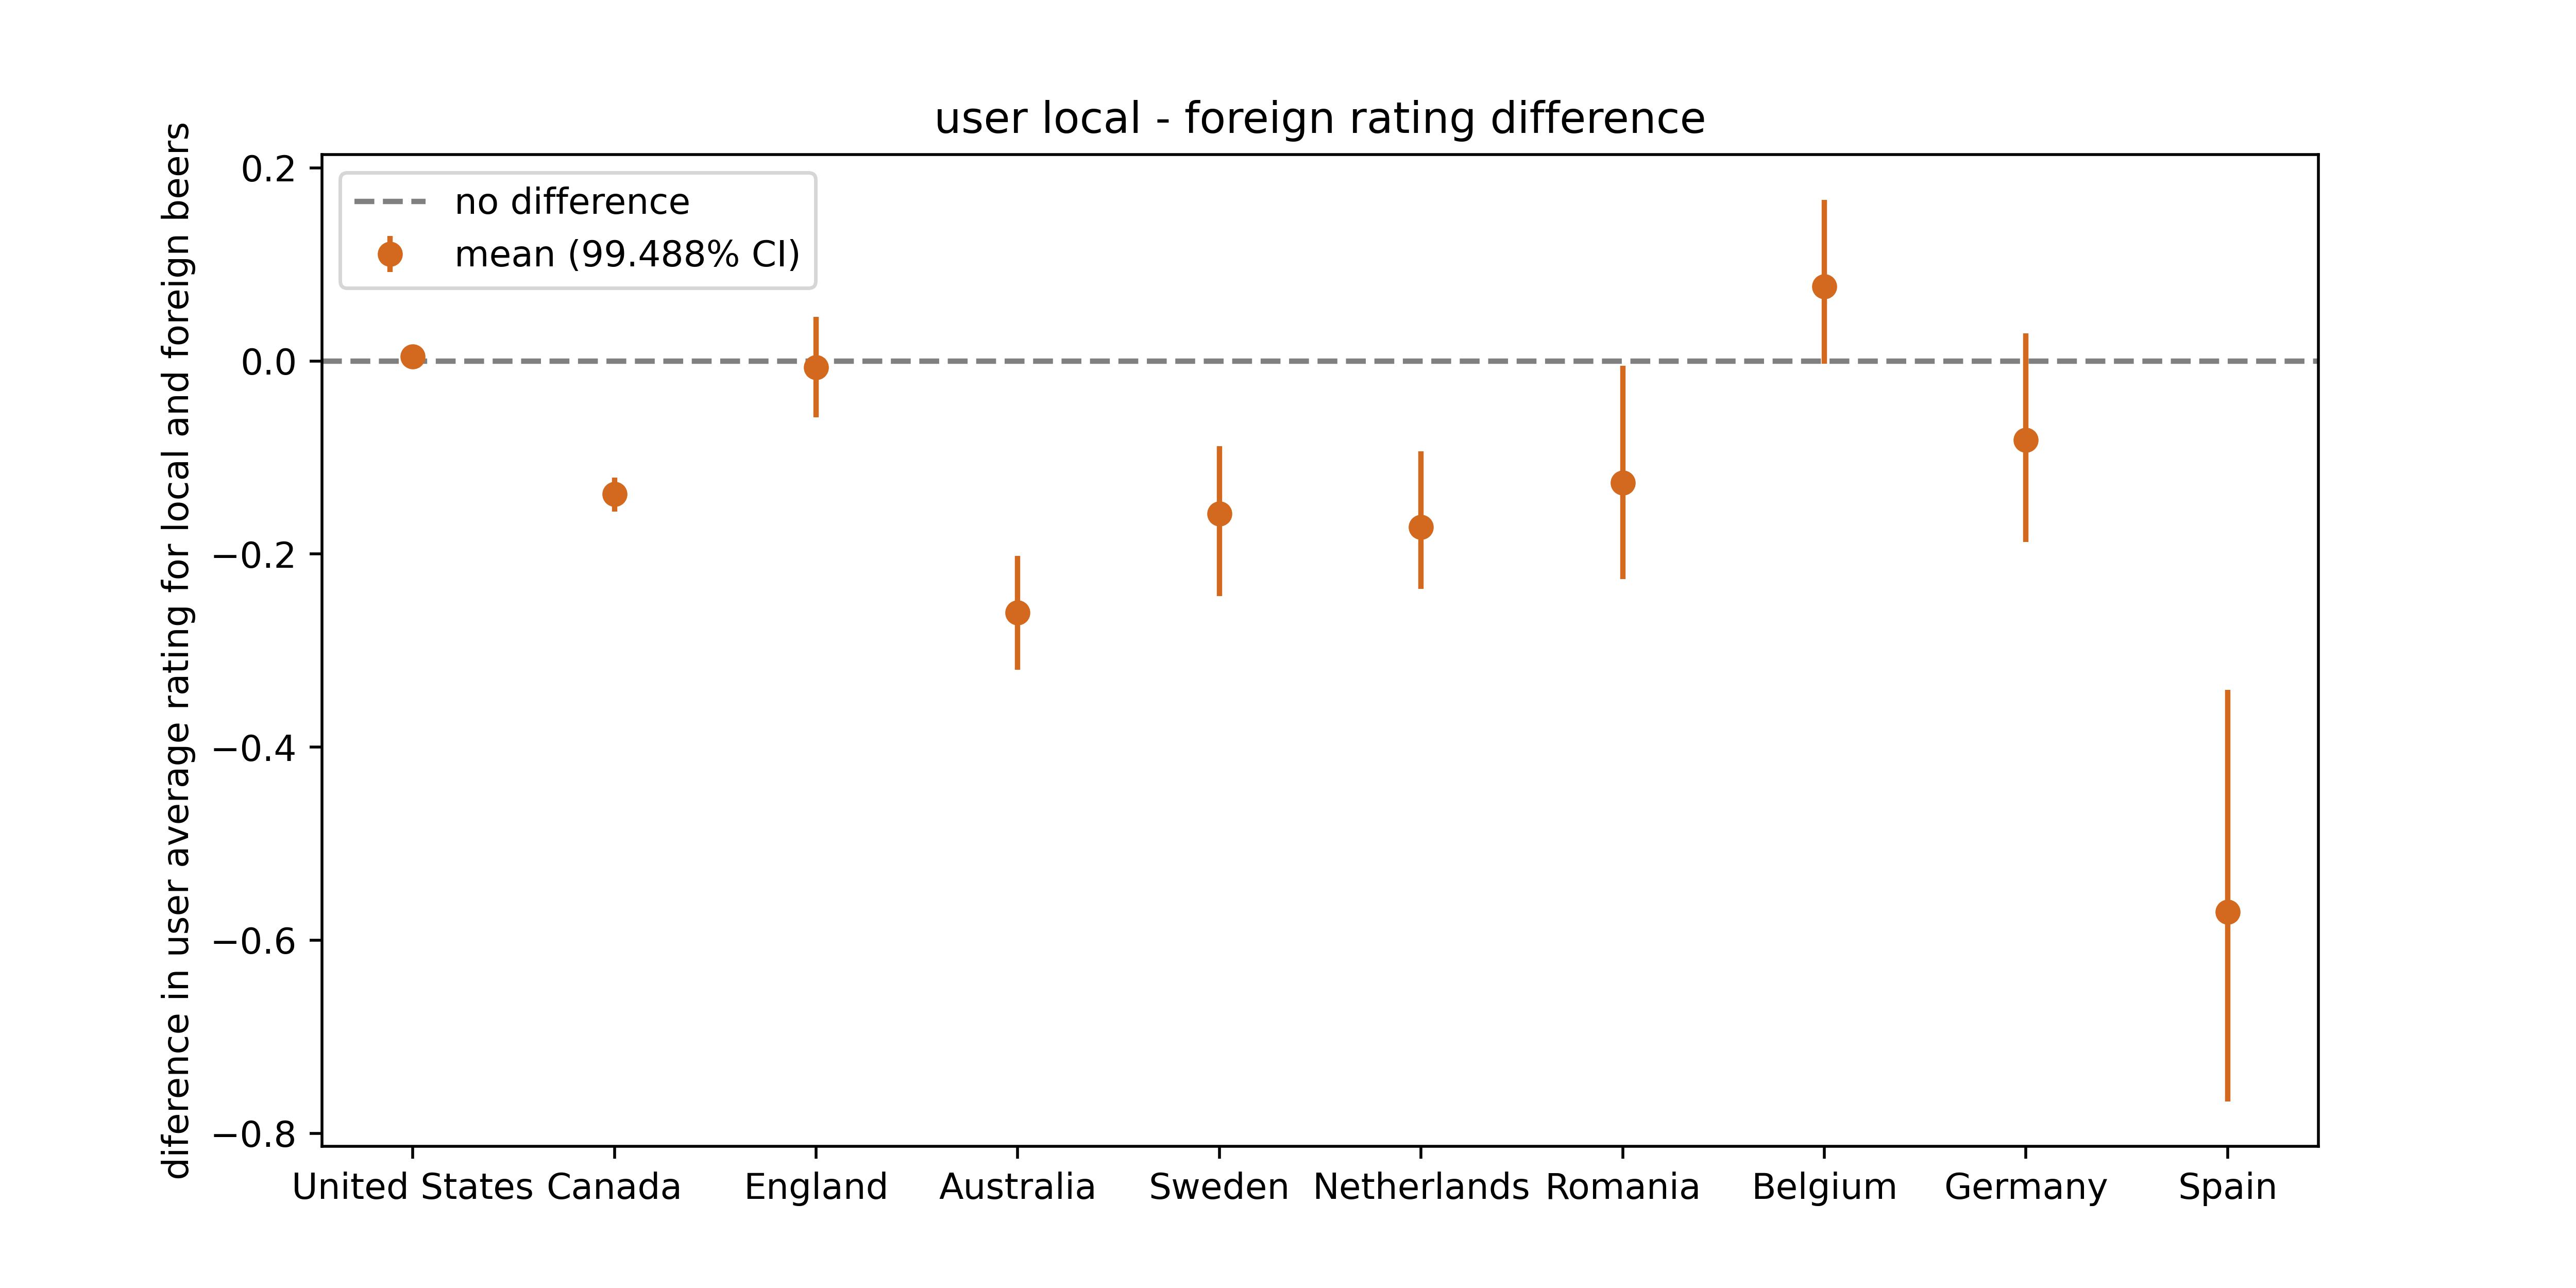 user local - foreign rating difference
diference in user average rating for local and foreign beers
0.2
0.0
−0.2
−0.4
−0.6
−0.8
no difference
mean (99.488% CI)
United States Canada England Australia Sweden Netherlands Romania Belgium Germany Spain